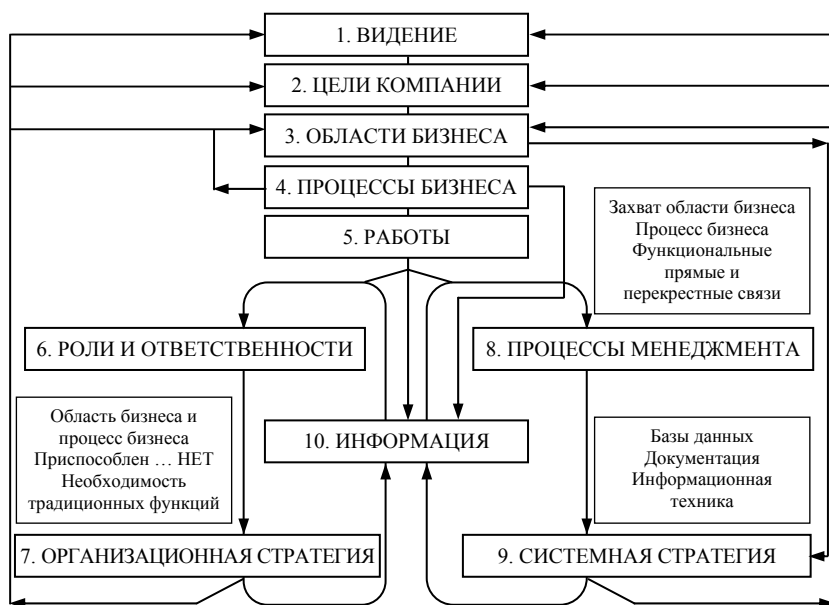 1. ВИДЕНИЕ
2. ЦЕЛИ КОМПАНИИ
3. ОБЛАСТИ БИЗНЕСА
4. ПРОЦЕССЫ БИЗНЕСА
5. РАБОТЫ
Захват области бизнеса
Процесс бизнеса
Функциональные
прямые и
перекрестные связи
6. РОЛИ И ОТВЕТСТВЕННОСТИ
8. ПРОЦЕССЫ МЕНЕДЖМЕНТА
Область бизнеса и
процесс бизнеса
Приспособлен … НЕТ
Необходимость
традиционных функций
10. ИНФОРМАЦИЯ
Базы данных
Документация
Информационная
техника
7. ОРГАНИЗАЦИОННАЯ СТРАТЕГИЯ
9. СИСТЕМНАЯ СТРАТЕГИЯ